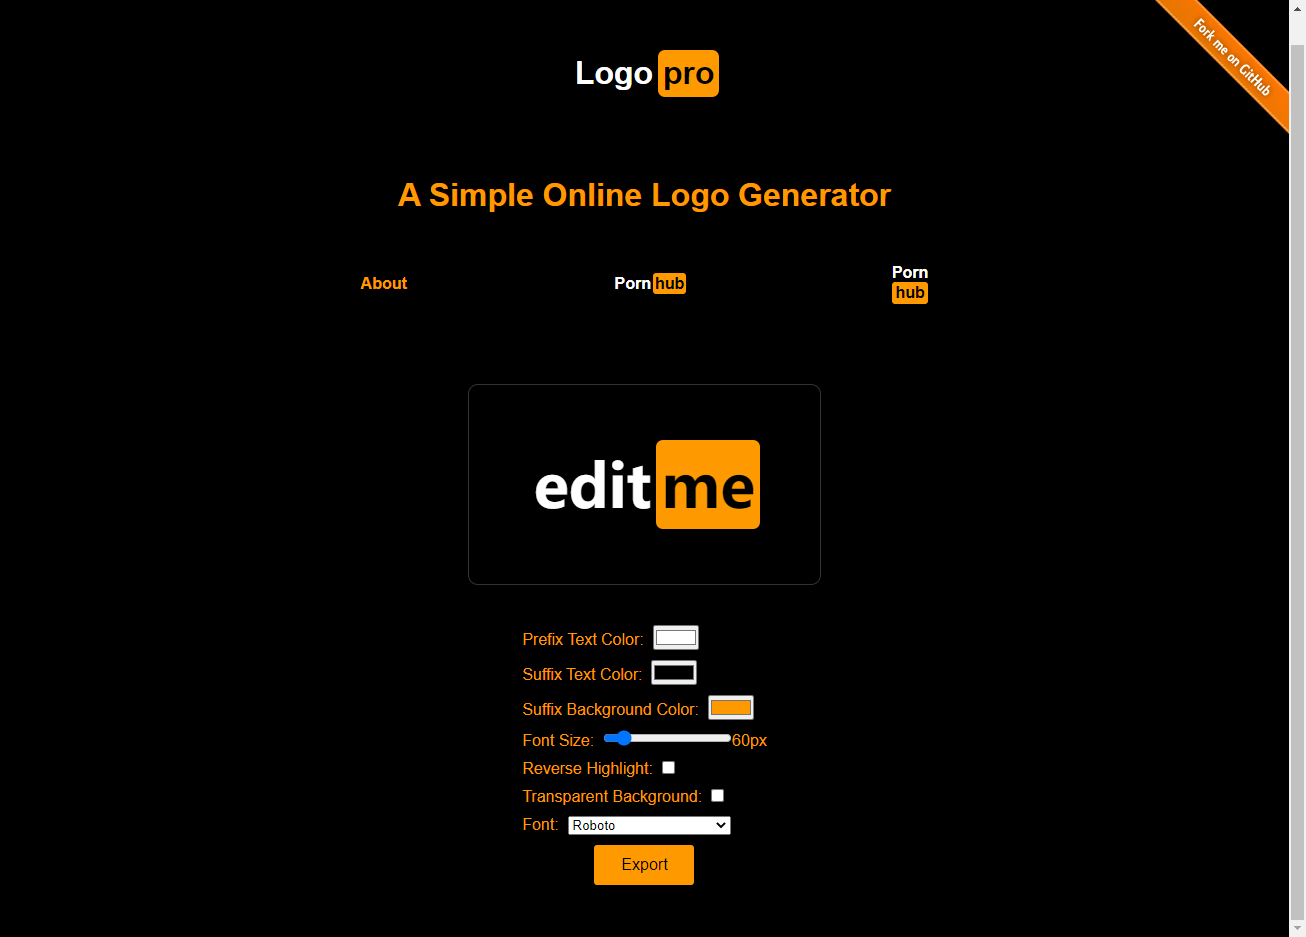 Fork me on GitHub
Logo pro
A Simple Online Logo Generator
About
Porn hub
Porn
hub
edit me
Prefix Text Color:
Suffix Text Color:
Suffix Background Color:
Font Size: 60px
Reverse Highlight:
Transparent Background:
Font: Roboto
Export